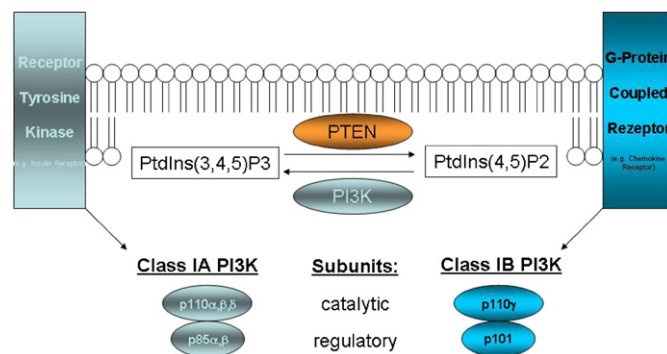 Receptor
Tyrosine
Kinase
(e.g. Insulin Receptor)
G-Protein
Coupled
Rezeptor
(e.g. Chemokine
Receptor)
PTEN
PtdIns(3,4,5)P3
PtdIns(4,5)P2
PI3K
Class IA PI3K
Subunits:
Class IB PI3K
p110α,β,δ
catalytic
p110γ
p85α,β
regulatory
p101